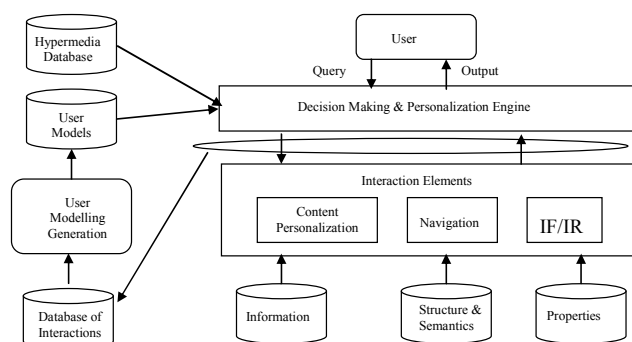 Hypermedia
Database
User
Query
Output
User
Models
Decision Making & Personalization Engine
Interaction Elements
User
Modelling
Generation
Content
Personalization
Navigation
IF/IR
Database of
Interactions
Information
Structure &
Semantics
Properties